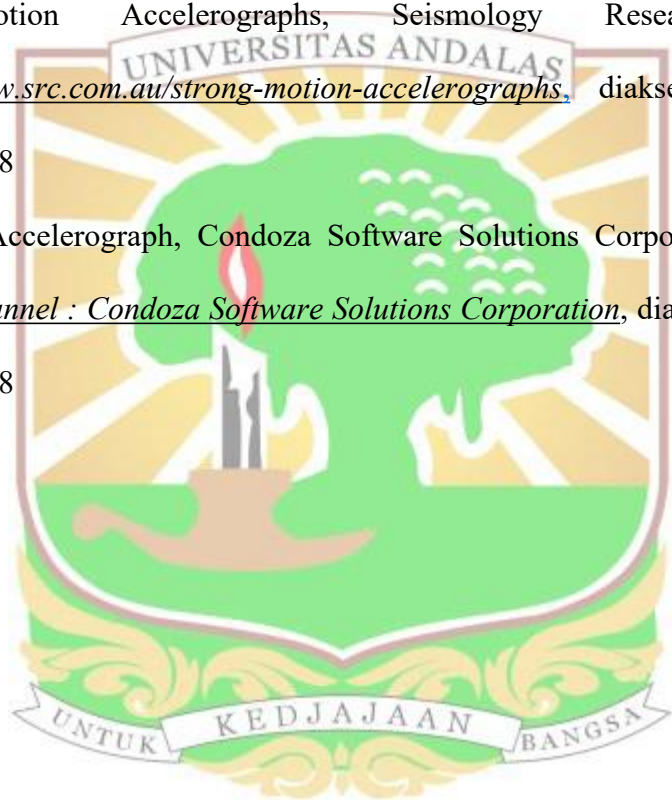 otion Accelerographs, Seismology Resea
UNIVERSITAS ANDALAS
w.src.com.au/strong-motion-accelerographs, diakse
8
Accelerograph, Condoza Software Solutions Corpo
annel : Condoza Software Solutions Corporation, dia
8
UNTUK KEDJAJAAN BANGSA